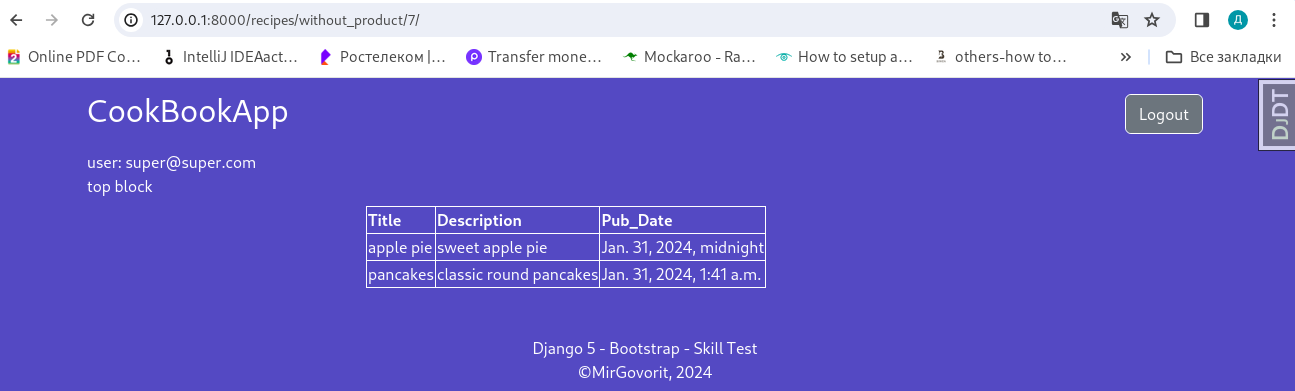 127.0.0.1:8000/recipes/without_product/7/
Д
Online PDF Co…
IntelliJ IDEAact…
Ростелеком |…
Transfer mone…
Mockaroo - Ra…
How to setup a…
others-how to…
»
Все закладки
CookBookApp
Logout
DJDT
user: super@super.com
top block
Title Description Pub_Date
apple pie sweet apple pie Jan. 31, 2024, midnight
pancakes classic round pancakes Jan. 31, 2024, 1:41 a.m.
Django 5 - Bootstrap - Skill Test
©MirGovorit, 2024